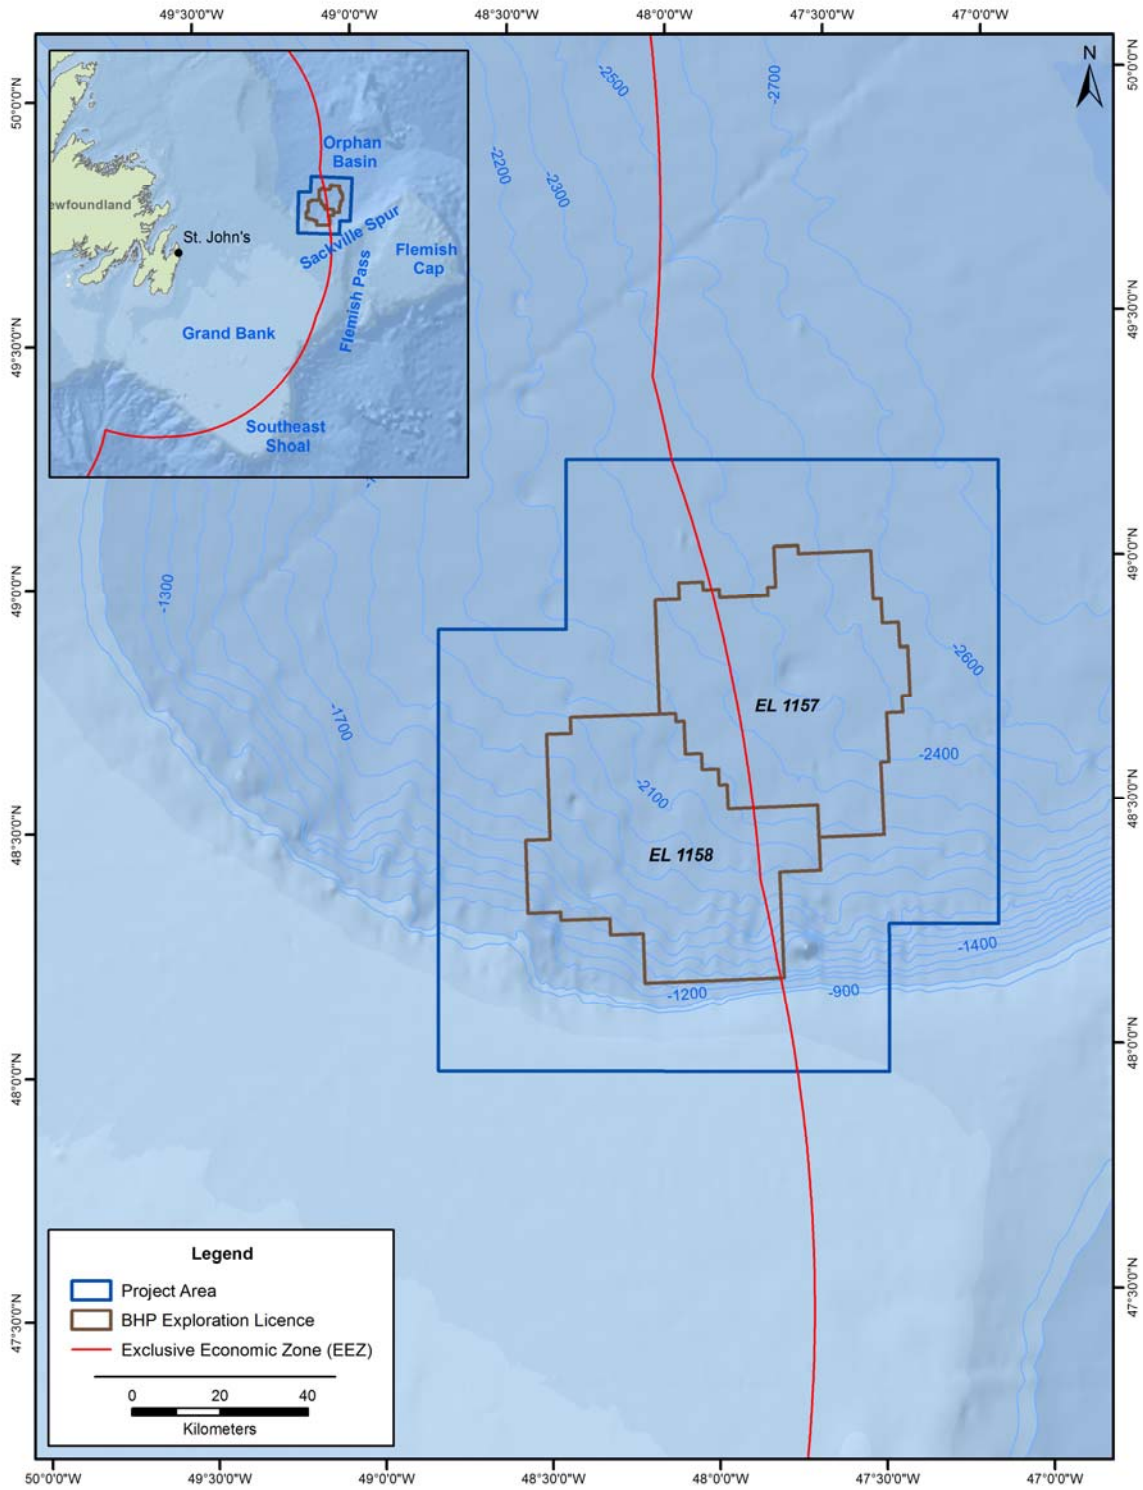 49°30'0"W
49°0'0"W
48°30'0"W
48°0'0"W
47°30'0"W
47°0'0"W
50°0'0"N
49°30'0"N
48°30'0"N
49°0'0"N
48°0'0"N
47°30'0"N
50°0'0"N
49°30'0"N
49°0'0"N
48°30'0"N
48°0'0"N
47°30'0"N
N
Orphan
Basin
ewfoundland
St. John's
Sackville Spur
Flemish
Cap
Flemish Pass
Grand Bank
Southeast
Shoal
-2500
-2700
-2200
-2300
-1300
-1700
-2600
-2400
-2100
-1400
-1200
-900
EL 1157
EL 1158
Legend
Project Area
BHP Exploration Licence
Exclusive Economic Zone (EEZ)
0 20 40
Kilometers
50°0'0"W
49°30'0"W
49°0'0"W
48°30'0"W
48°0'0"W
47°30'0"W
47°0'0"W